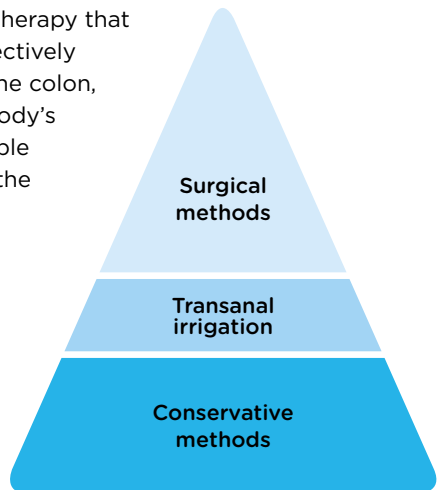 herapy that
ectively
he colon,
ody's
ble
the
Surgical
methods
Transanal
irrigation
Conservative
methods